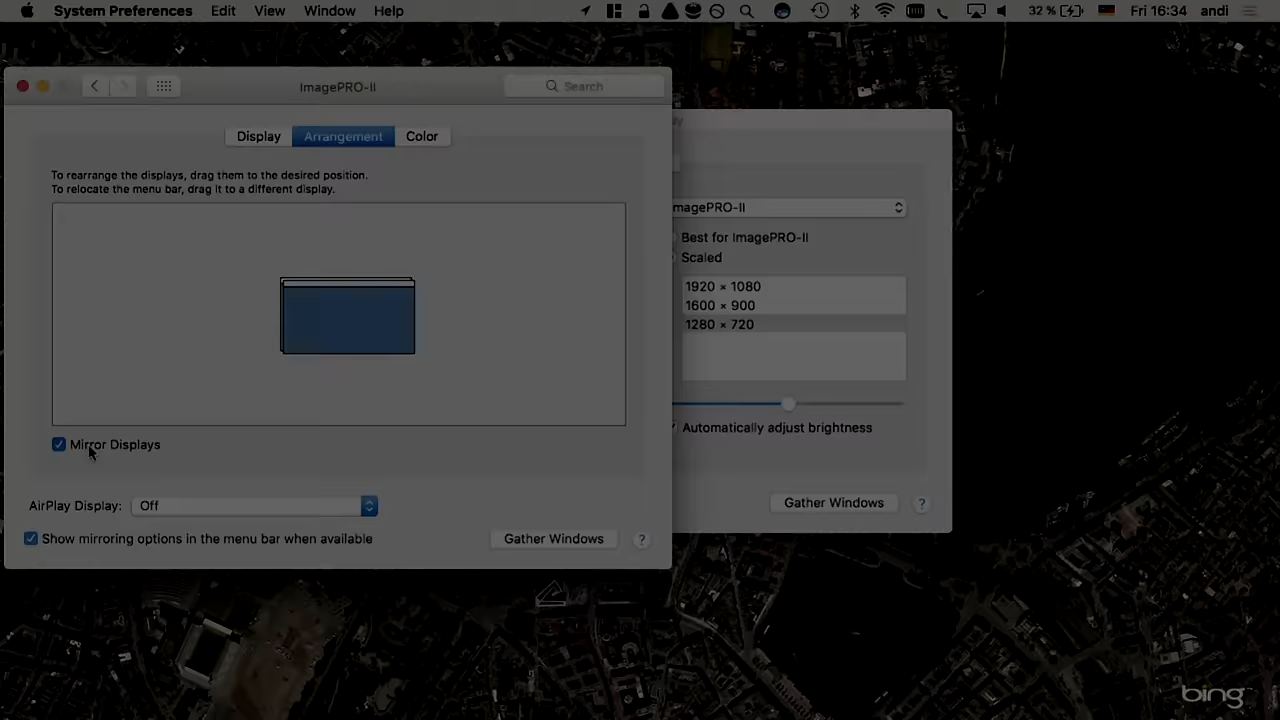 System Preferences Edit View Window Help 32 % Fri 16:34 andi
ImagePRO-II
Search
Display Arrangement Color
To rearrange the displays, drag them to the desired position.
To relocate the menu bar, drag it to a different display.
Mirror Displays
AirPlay Display: Off
Show mirroring options in the menu bar when available
Gather Windows ?
magePRO-II
Best for ImagePRO-II
Scaled
1920 × 1080
1600 × 900
1280 × 720
Automatically adjust brightness
Gather Windows ?
bing